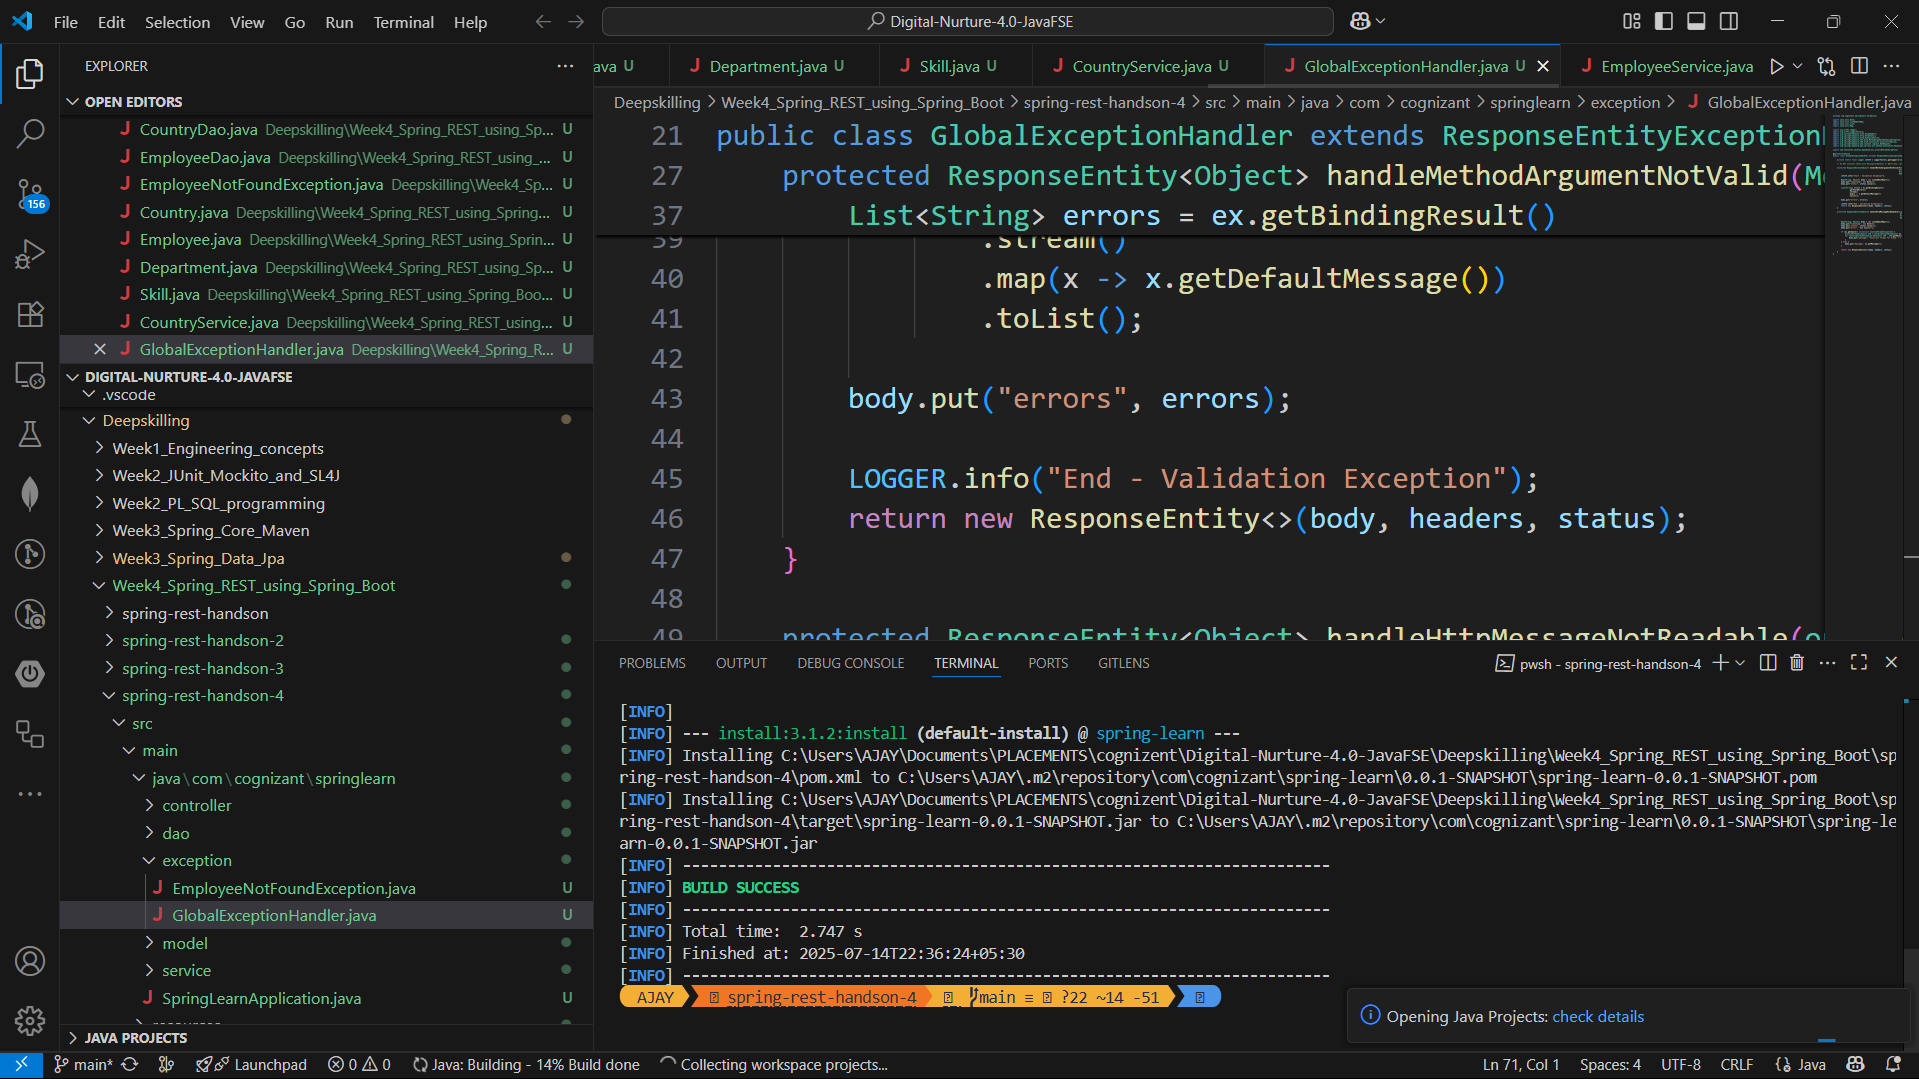 File Edit Selection View Go Run Terminal Help
Digital-Nurture-4.0-JavaFSE
EXPLORER
OPEN EDITORS
CountryDao.java Deepskilling\Week4_Spring_REST_using_Sp... U
EmployeeDao.java Deepskilling\Week4_Spring_REST_using_... U
EmployeeNotFoundException.java Deepskilling\Week4_Sp... U
Country.java Deepskilling\Week4_Spring_REST_using_Spring... U
Employee.java Deepskilling\Week4_Spring_REST_using_Sprin... U
Department.java Deepskilling\Week4_Spring_REST_using_Sp... U
Skill.java Deepskilling\Week4_Spring_REST_using_Spring_Boo... U
CountryService.java Deepskilling\Week4_Spring_REST_using... U
GlobalExceptionHandler.java Deepskilling\Week4_Spring_R... U
156
DIGITAL-NURTURE-4.0-JAVAFSE
.vscode
Deepskilling
Week1_Engineering_concepts
Week2_JUnit_Mockito_and_SL4J
Week2_PL_SQL_programming
Week3_Spring_Core_Maven
Week3_Spring_Data_Jpa
Week4_Spring_REST_using_Spring_Boot
spring-rest-handson
spring-rest-handson-2
spring-rest-handson-3
spring-rest-handson-4
src
main
java\com\cognizant\springlearn
controller
dao
exception
EmployeeNotFoundException.java U
GlobalExceptionHandler.java U
model
service
SpringLearnApplication.java U
JAVA PROJECTS
ava U Department.java U Skill.java U CountryService.java U GlobalExceptionHandler.java U EmployeeService.java
Deepskilling > Week4_Spring_REST_using_Spring_Boot > spring-rest-handson-4 > src > main > java > com > cognizant > springlearn > exception > GlobalExceptionHandler.java
21 public class GlobalExceptionHandler extends ResponseEntityException
27 protected ResponseEntity<Object> handleMethodArgumentNotValid(M
37 List<String> errors = ex.getBindingResult()
39 .stream()
40 .map(x -> x.getDefaultMessage())
41 .toList();
42
43 body.put("errors", errors);
44
45 LOGGER.info("End - Validation Exception");
46 return new ResponseEntity<>(body, headers, status);
47 }
48
49 protected ResponseEntity<Object> handleHttpMessageNotReadable(o
PROBLEMS OUTPUT DEBUG CONSOLE TERMINAL PORTS GITLENS
pwsh - spring-rest-handson-4
[INFO]
[INFO] --- install:3.1.2:install (default-install) @ spring-learn ---
[INFO] Installing C:\Users\AJAY\Documents\PLACEMENTS\cognizent\Digital-Nurture-4.0-JavaFSE\Deepskilling\Week4_Spring_REST_using_Spring_Boot\sp
ring-rest-handson-4\pom.xml to C:\Users\AJAY\.m2\repository\com\cognizant\spring-learn\0.0.1-SNAPSHOT\spring-learn-0.0.1-SNAPSHOT.pom
[INFO] Installing C:\Users\AJAY\Documents\PLACEMENTS\cognizent\Digital-Nurture-4.0-JavaFSE\Deepskilling\Week4_Spring_REST_using_Spring_Boot\sp
ring-rest-handson-4\target\spring-learn-0.0.1-SNAPSHOT.jar to C:\Users\AJAY\.m2\repository\com\cognizant\spring-learn\0.0.1-SNAPSHOT\spring-le
arn-0.0.1-SNAPSHOT.jar
[INFO] ------------------------------------------------------------------------
[INFO] BUILD SUCCESS
[INFO] ------------------------------------------------------------------------
[INFO] Total time:  2.747 s
[INFO] Finished at: 2025-07-14T22:36:24+05:30
[INFO] ------------------------------------------------------------------------
AJAY spring-rest-handson-4 main ≡ ?22 ~14 -51
Opening Java Projects: check details
main* Launchpad 0 0 Java: Building - 14% Build done Collecting workspace projects...
Ln 71, Col 1 Spaces: 4 UTF-8 CRLF {} Java